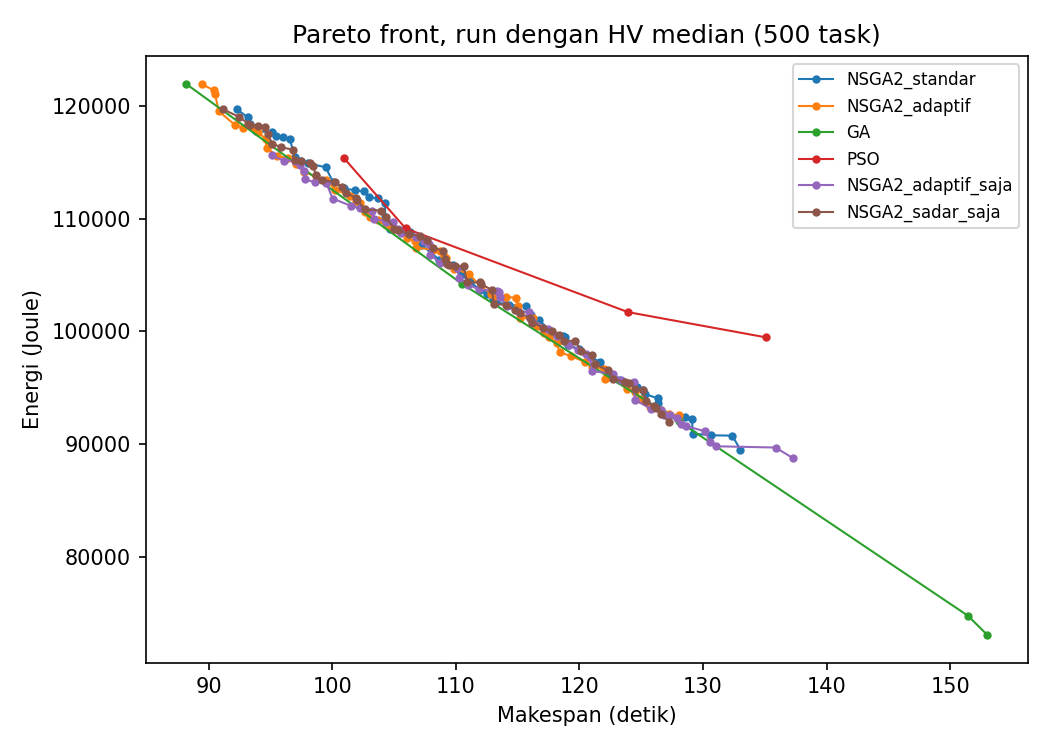 Pareto front, run dengan HV median (500 task)
NSGA2_standar
NSGA2_adaptif
GA
PSO
NSGA2_adaptif_saja
NSGA2_sadar_saja
Energi (Joule)
120000
110000
100000
90000
80000
90 100 110 120 130 140 150
Makespan (detik)